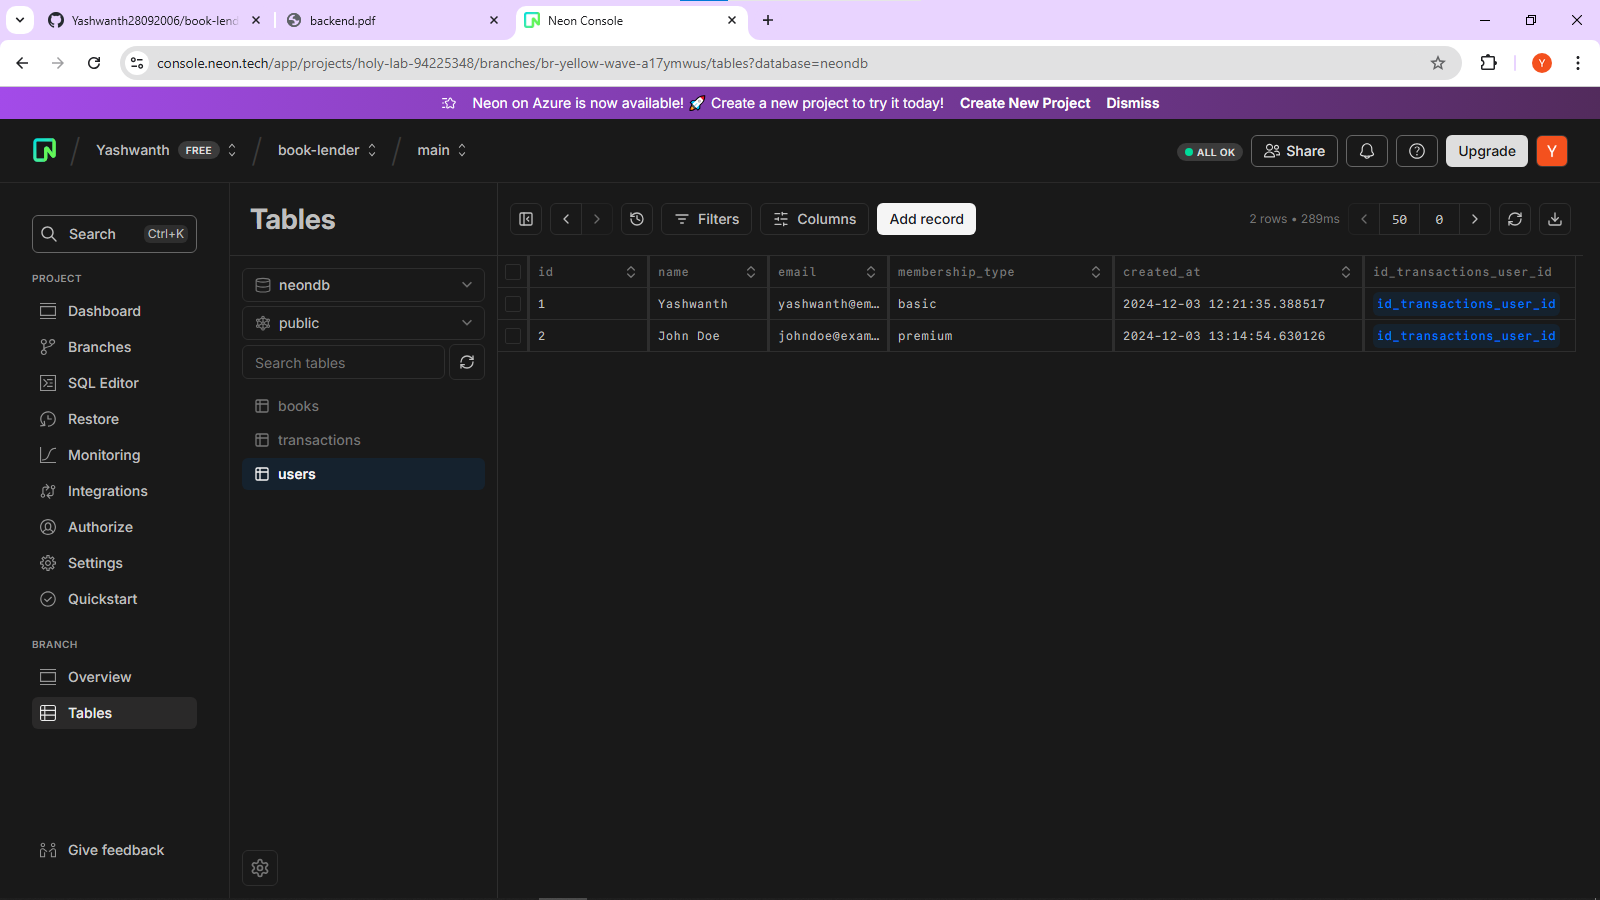 Yashwanth28092006/book-lend
backend.pdf
Neon Console
console.neon.tech/app/projects/holy-lab-94225348/branches/br-yellow-wave-a17ymwus/tables?database=neondb
Y
Neon on Azure is now available! 🚀 Create a new project to try it today! Create New Project Dismiss
Yashwanth FREE
book-lender
main
ALL OK
Share
Upgrade
Y
Search Ctrl+K
PROJECT
Dashboard
Branches
SQL Editor
Restore
Monitoring
Integrations
Authorize
Settings
Quickstart
BRANCH
Overview
Tables
Give feedback
Tables
neondb
public
Search tables
books
transactions
users
Filters
Columns
Add record
2 rows • 289ms
50
0
id name email membership_type created_at id_transactions_user_id
1 Yashwanth yashwanth@em… basic 2024-12-03 12:21:35.388517 id_transactions_user_id
2 John Doe johndoe@exam… premium 2024-12-03 13:14:54.630126 id_transactions_user_id